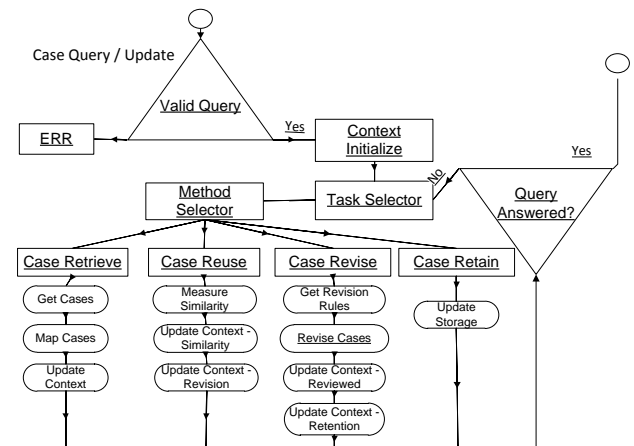 Case Query / Update
Valid Query
Yes
ERR
Context
Initialize
Yes
No
Query
Answered?
Method
Selector
Task Selector
Case Retrieve
Case Reuse
Case Revise
Case Retain
Get Cases
Map Cases
Update
Context
Measure
Similarity
Update Context -
Similarity
Update Context -
Revision
Get Revision
Rules
Revise Cases
Update Context -
Reviewed
Update Context -
Retention
Update
Storage